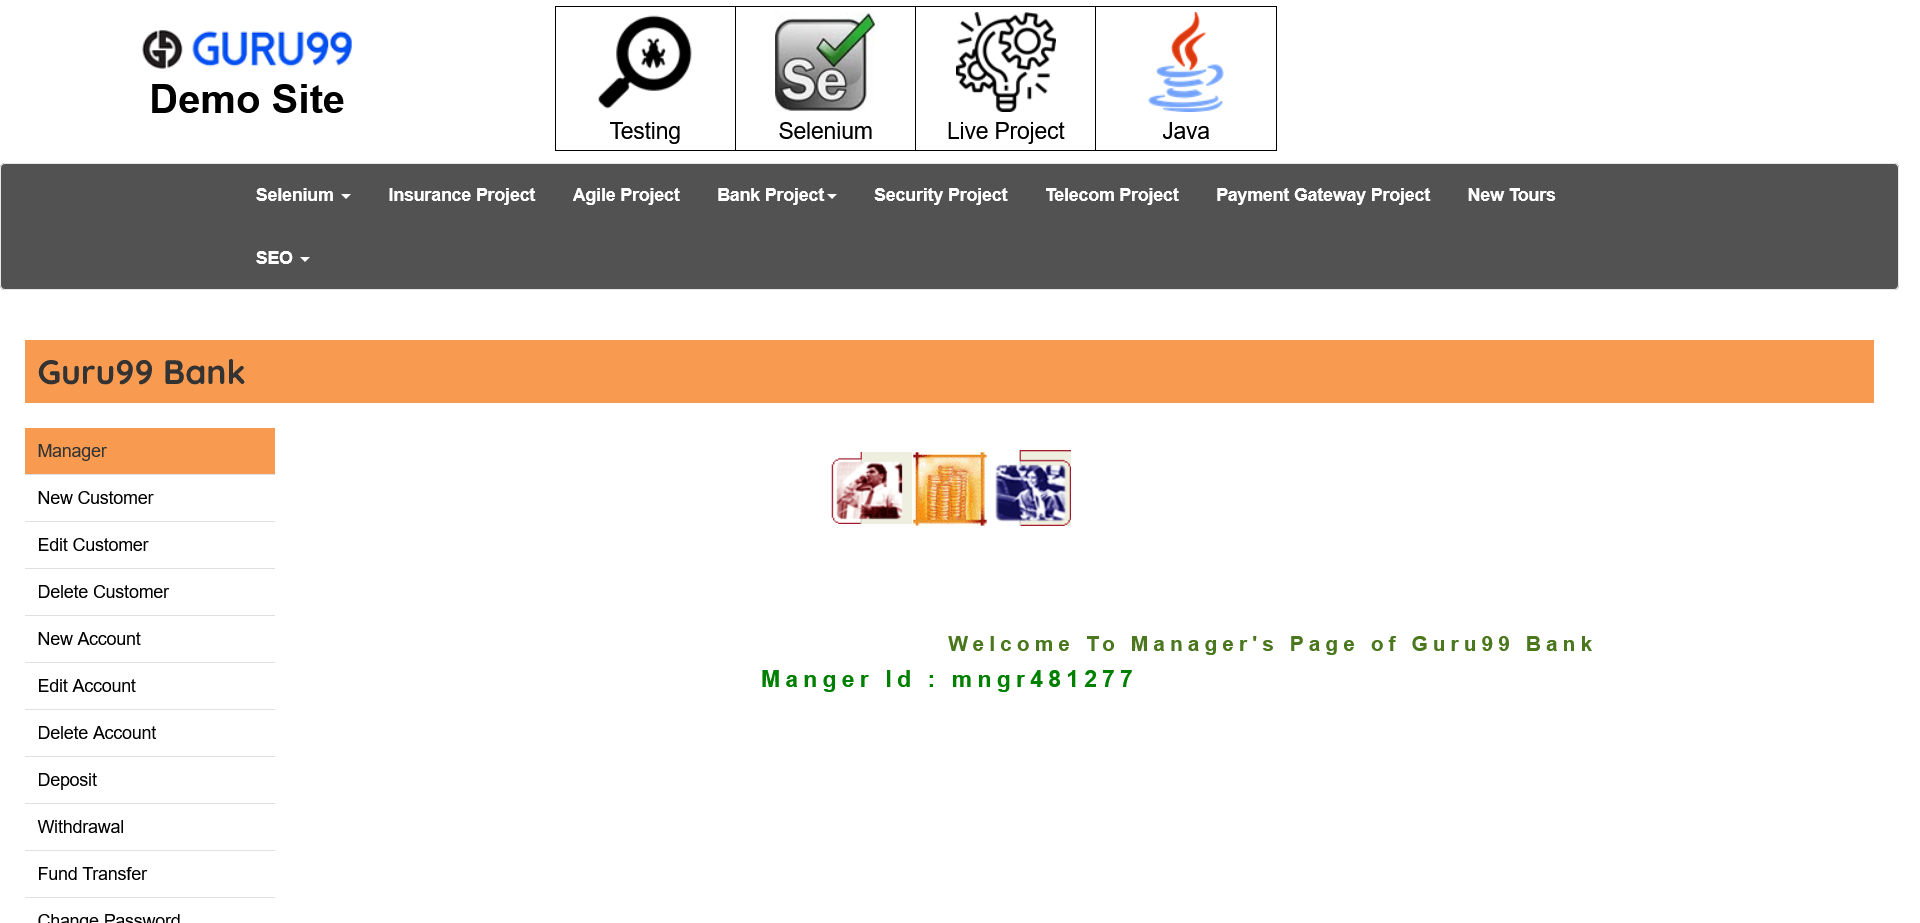 GURU99
Demo Site
Testing
Se
Selenium
Live Project
Java
Selenium
Insurance Project
Agile Project
Bank Project
Security Project
Telecom Project
Payment Gateway Project
New Tours
SEO
Guru99 Bank
Manager
New Customer
Edit Customer
Delete Customer
New Account
Edit Account
Delete Account
Deposit
Withdrawal
Fund Transfer
Change Password
Welcome To Manager's Page of Guru99 Bank
Manger Id : mngr481277